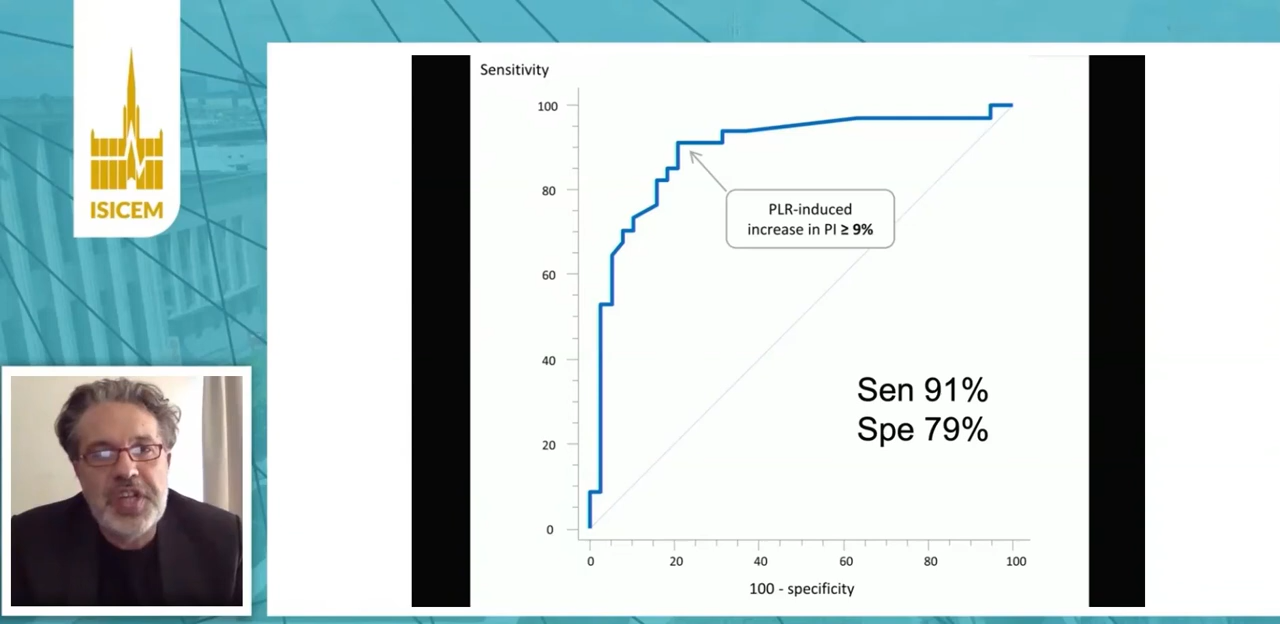 ISICEM
Sensitivity
100
80
60
40
20
0
PLR-induced
increase in PI ≥ 9%
Sen 91%
Spe 79%
0 20 40 60 80 100
100 - specificity